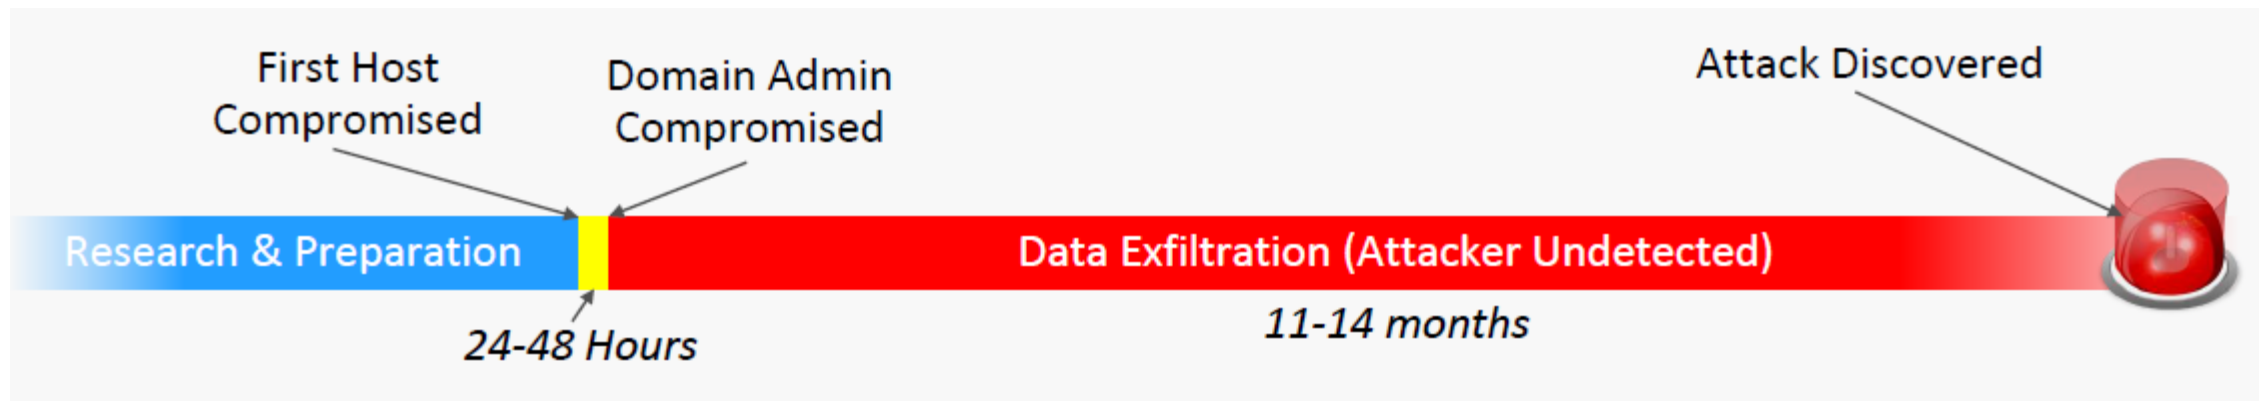 First Host
Compromised
Domain Admin
Compromised
Attack Discovered
Research & Preparation
Data Exfiltration (Attacker Undetected)
24-48 Hours
11-14 months